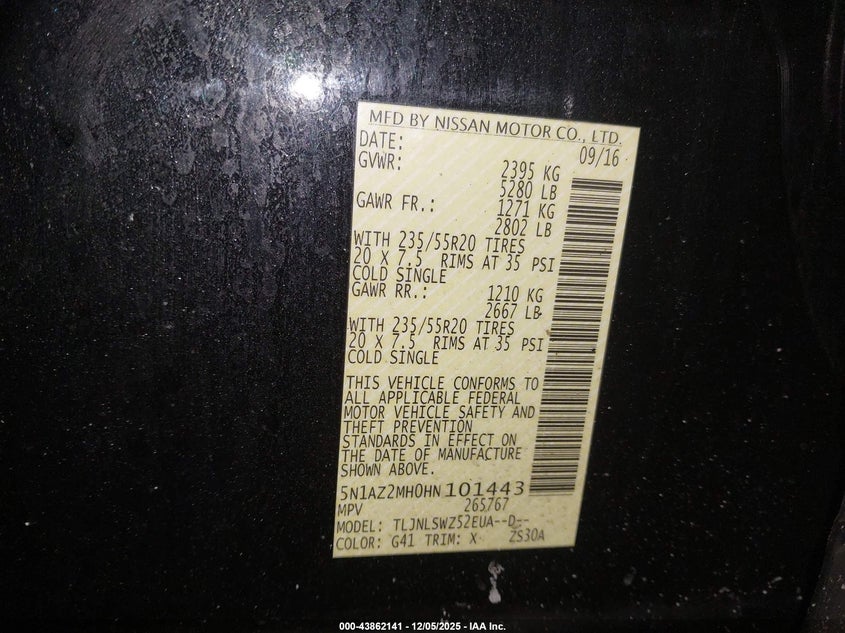 MFD BY NISSAN MOTOR CO., LTD.
DATE: 09/16
GVWR: 2395 KG
5280 LB
GAWR FR.: 1271 KG
2802 LB
WITH 235/55R20 TIRES
20 X 7.5 RIMS AT 35 PSI
COLD SINGLE
GAWR RR.: 1210 KG
2667 LB
WITH 235/55R20 TIRES
20 X 7.5 RIMS AT 35 PSI
COLD SINGLE
THIS VEHICLE CONFORMS TO
ALL APPLICABLE FEDERAL
MOTOR VEHICLE SAFETY AND
THEFT PREVENTION
STANDARDS IN EFFECT ON
THE DATE OF MANUFACTURE
SHOWN ABOVE.
5N1AZ2MH0HN101443
MPV 265767
MODEL: TLJNLSWZ52EUA--D--
COLOR: G41 TRIM: X ZS30A
000-43862141 - 12/05/2025 - IAA Inc.